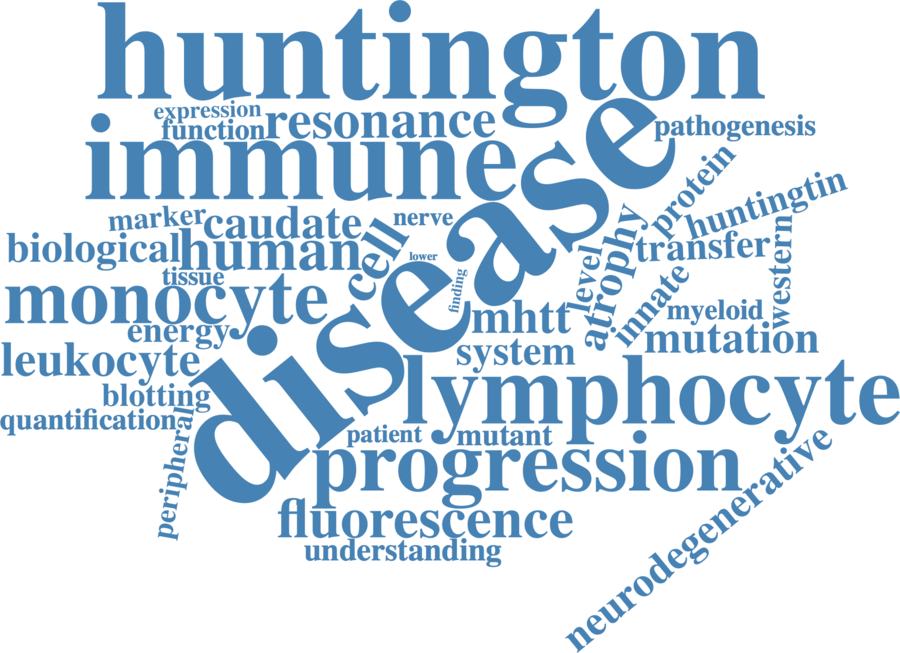 huntington
expression
function
resonance
pathogenesis
immune
disease
protein
huntingtin
marker
caudate
nerve
biological
human
cell
lower
level
atrophy
transfer
western
tissue
finding
monocyte
mhtt
innate
myeloid
energy
mutation
leukocyte
system
lymphocyte
blotting
quantification
peripheral
patient
mutant
progression
neurodegenerative
fluorescence
understanding